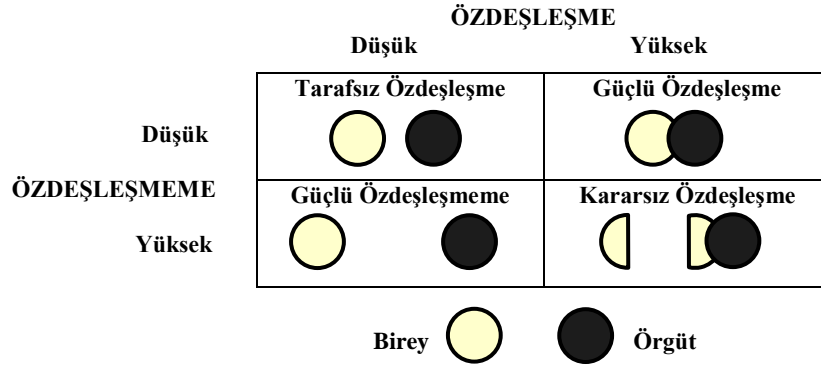 ÖZDEŞLEŞME
Düşük Yüksek
Tarafsız Özdeşleşme Güçlü Özdeşleşme
Düşük
ÖZDEŞLEŞMEME
Güçlü Özdeşleşmeme Kararsız Özdeşleşme
Yüksek
Birey Örgüt